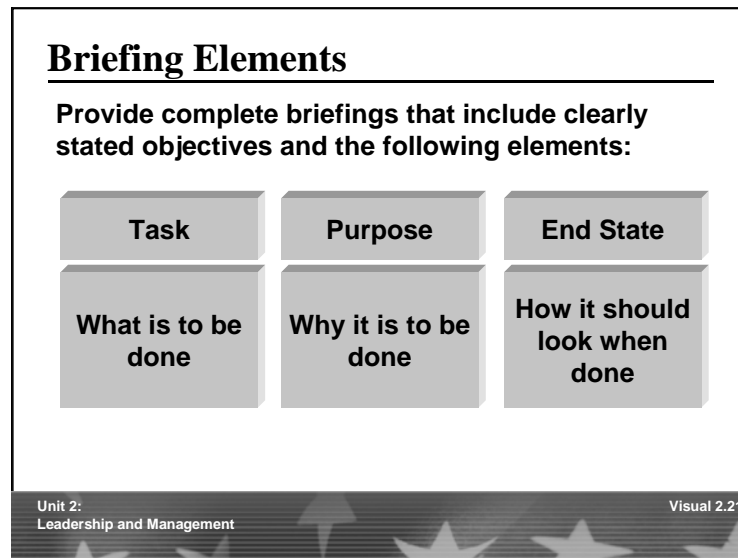 Briefing Elements
Provide complete briefings that include clearly
stated objectives and the following elements:
Task
Purpose
End State
What is to be
done
Why it is to be
done
How it should
look when
done
Unit 2:
Leadership and Management
Visual 2.21